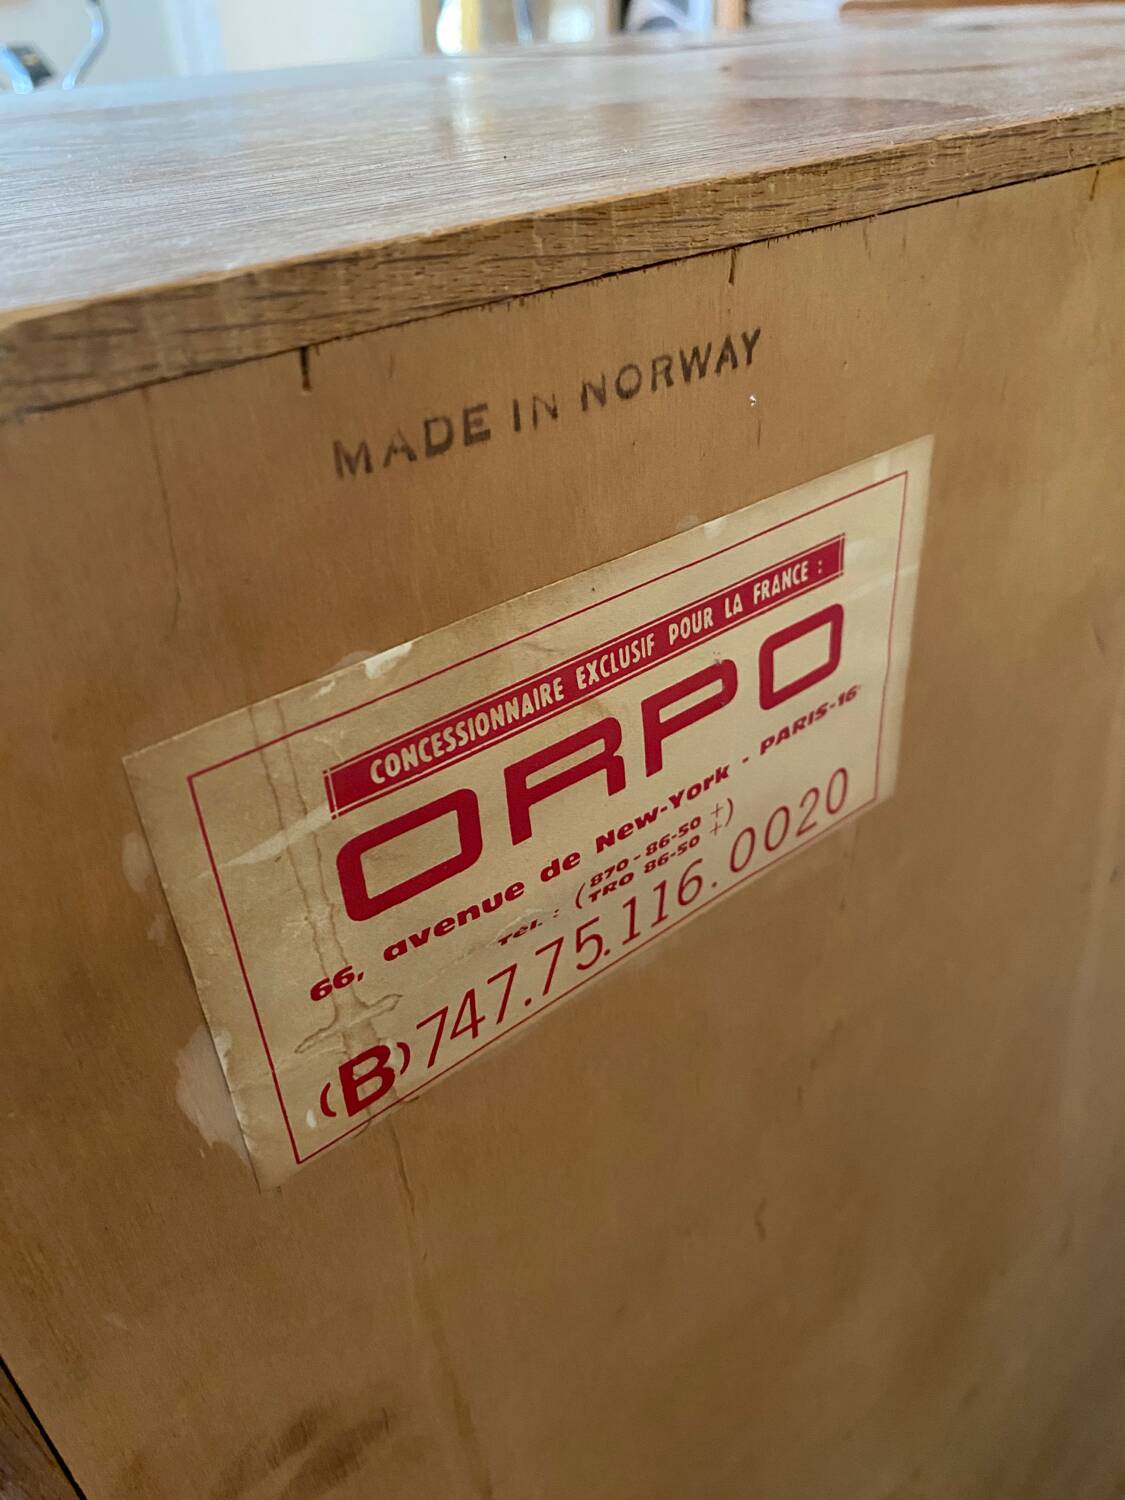 MADE IN NORWAY
CONCESSIONNAIRE EXCLUSIF POUR LA FRANCE :
ORPO
66, avenue de New-York - PARIS-16e
Tél. : (870-86-50 +)
TRO 86-50 +
(B) 747.75.116.0020